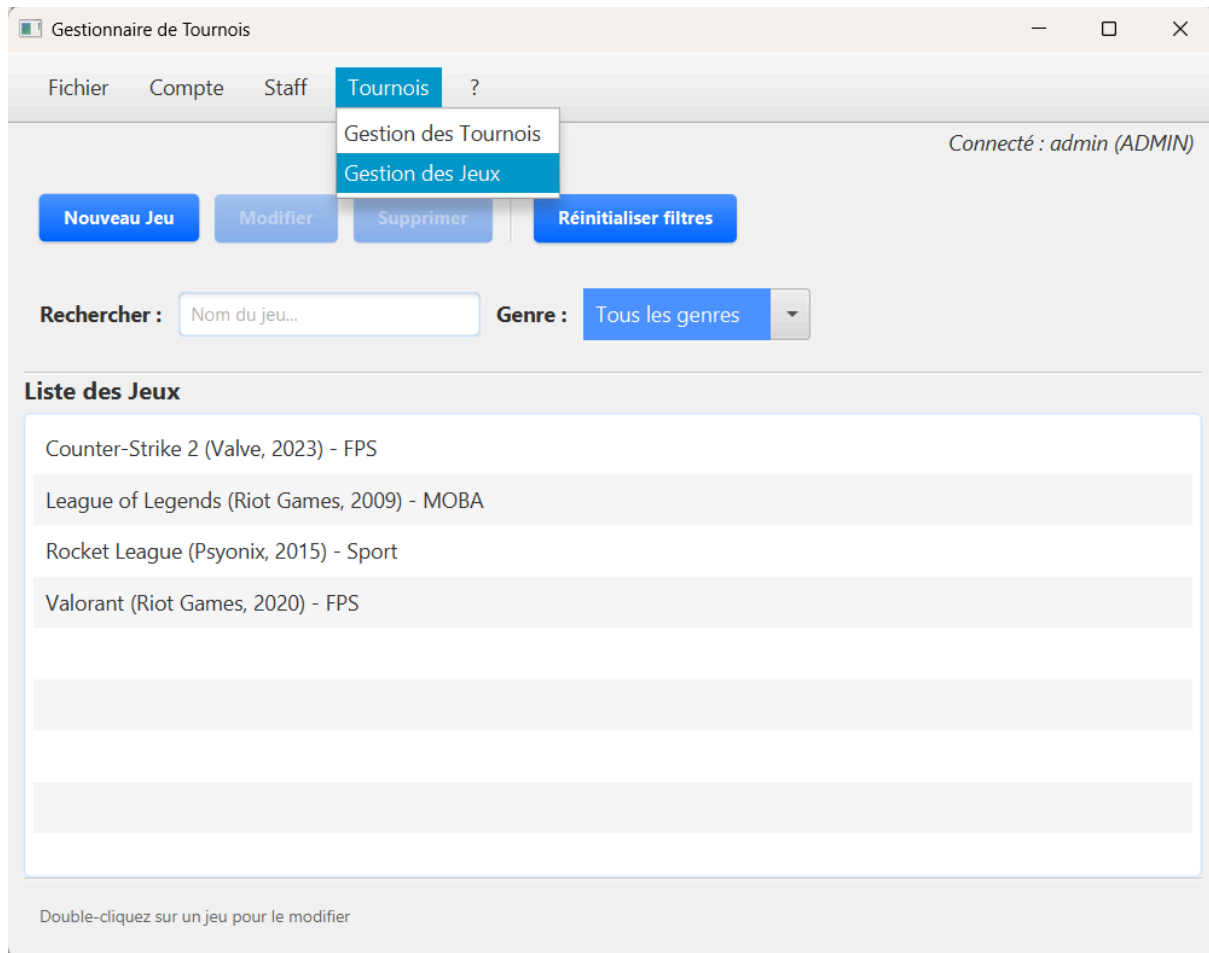 Gestionnaire de Tournois
Fichier Compte Staff Tournois ?
Gestion des Tournois
Connecté : admin (ADMIN)
Gestion des Jeux
Nouveau Jeu Modifier Supprimer Réinitialiser filtres
Rechercher : Nom du jeu... Genre : Tous les genres
Liste des Jeux
Counter-Strike 2 (Valve, 2023) - FPS
League of Legends (Riot Games, 2009) - MOBA
Rocket League (Psyonix, 2015) - Sport
Valorant (Riot Games, 2020) - FPS
Double-cliquez sur un jeu pour le modifier